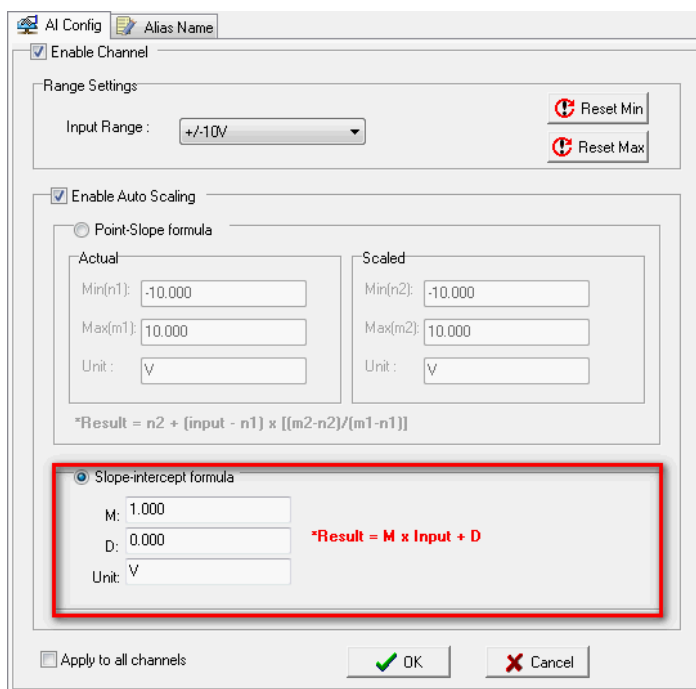 AI Config Alias Name
Enable Channel
Range Settings
Input Range : +/-10V
Reset Min
Reset Max
Enable Auto Scaling
Point-Slope formula
Actual
Min(n1): -10.000
Max(m1): 10.000
Unit : V
Scaled
Min(n2): -10.000
Max(m2): 10.000
Unit : V
*Result = n2 + (input - n1) x [(m2-n2)/(m1-n1)]
Slope-intercept formula
M: 1.000
D: 0.000
Unit: V
*Result = M x Input + D
Apply to all channels
OK
Cancel